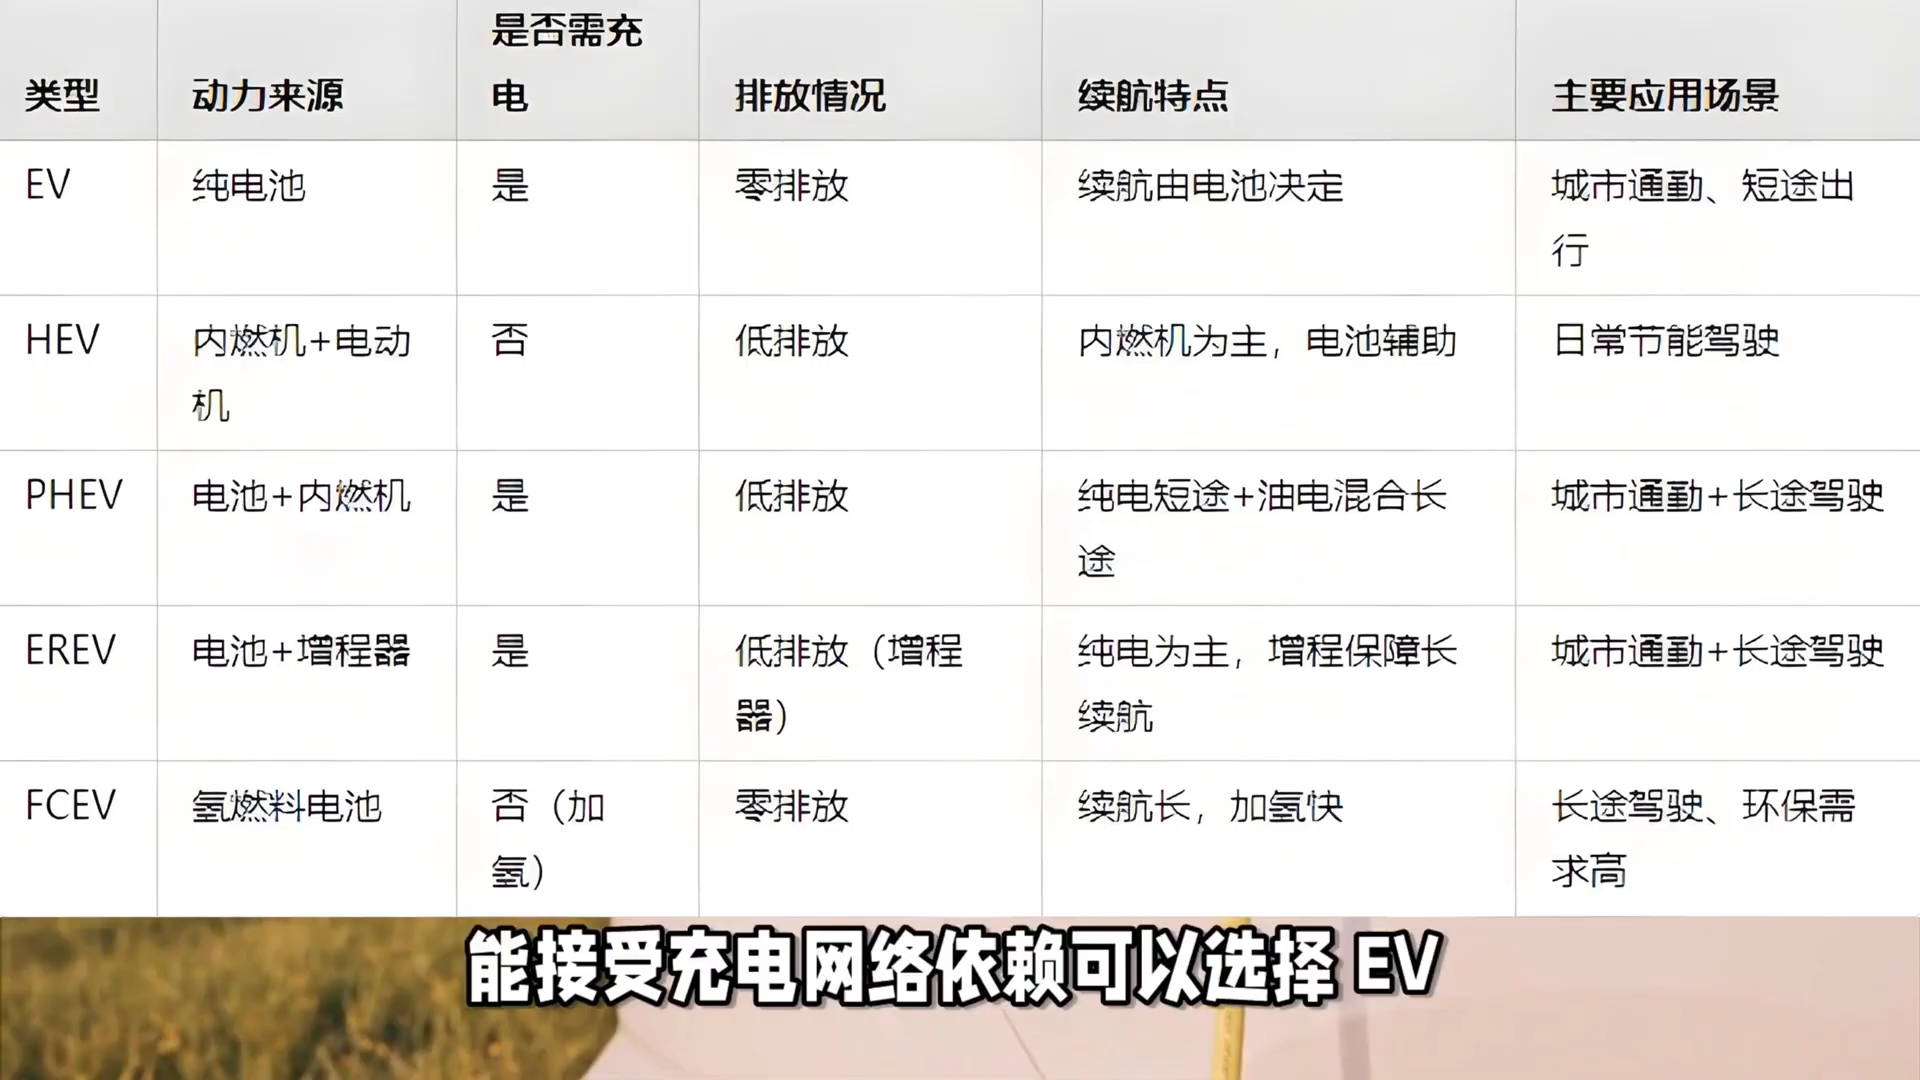 类型 动力来源 是否需充电 排放情况 续航特点 主要应用场景
EV 纯电池 是 零排放 续航由电池决定 城市通勤、短途出行
HEV 内燃机+电动机 否 低排放 内燃机为主，电池辅助 日常节能驾驶
PHEV 电池+内燃机 是 低排放 纯电短途+油电混合长途 城市通勤+长途驾驶
EREV 电池+增程器 是 低排放（增程器） 纯电为主，增程保障长续航 城市通勤+长途驾驶
FCEV 氢燃料电池 否（加氢） 零排放 续航长，加氢快 长途驾驶、环保需求高
能接受充电网络依赖可以选择 EV